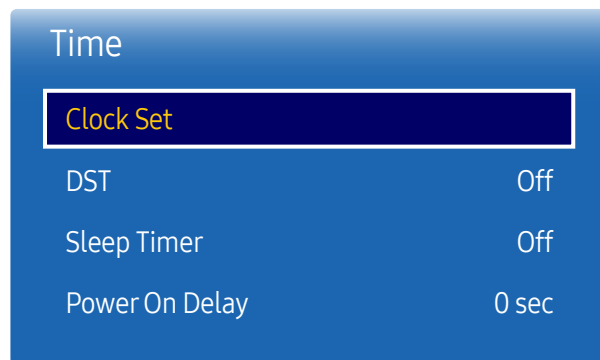 Time
Clock Set
DST Off
Sleep Timer Off
Power On Delay 0 sec